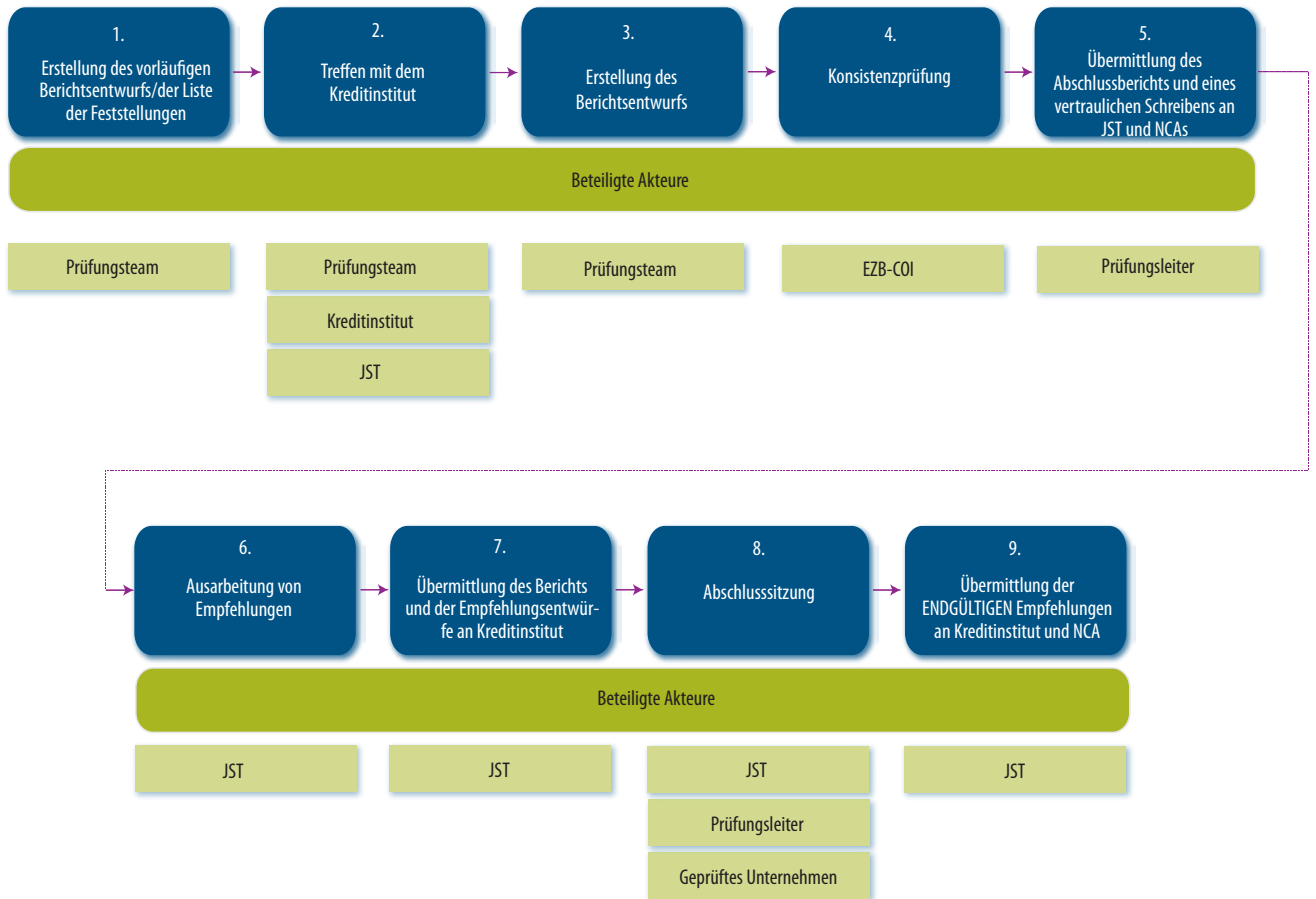 1.
Erstellung des vorläufigen
Berichtsentwurfs/der Liste
der Feststellungen
2.
Treffen mit dem
Kreditinstitut
3.
Erstellung des
Berichtsentwurfs
4.
Konsistenzprüfung
5.
Übermittlung des
Abschlussberichts und eines
vertraulichen Schreibens an
JST und NCAs
Beteiligte Akteure
Prüfungsteam
Prüfungsteam
Kreditinstitut
JST
Prüfungsteam
EZB-COI
Prüfungsleiter
6.
Ausarbeitung von
Empfehlungen
7.
Übermittlung des Berichts
und der Empfehlungsentwür-
fe an Kreditinstitut
8.
Abschlusssitzung
9.
Übermittlung der
ENDGÜLTIGEN Empfehlungen
an Kreditinstitut und NCA
Beteiligte Akteure
JST
JST
JST
Prüfungsleiter
Geprüftes Unternehmen
JST